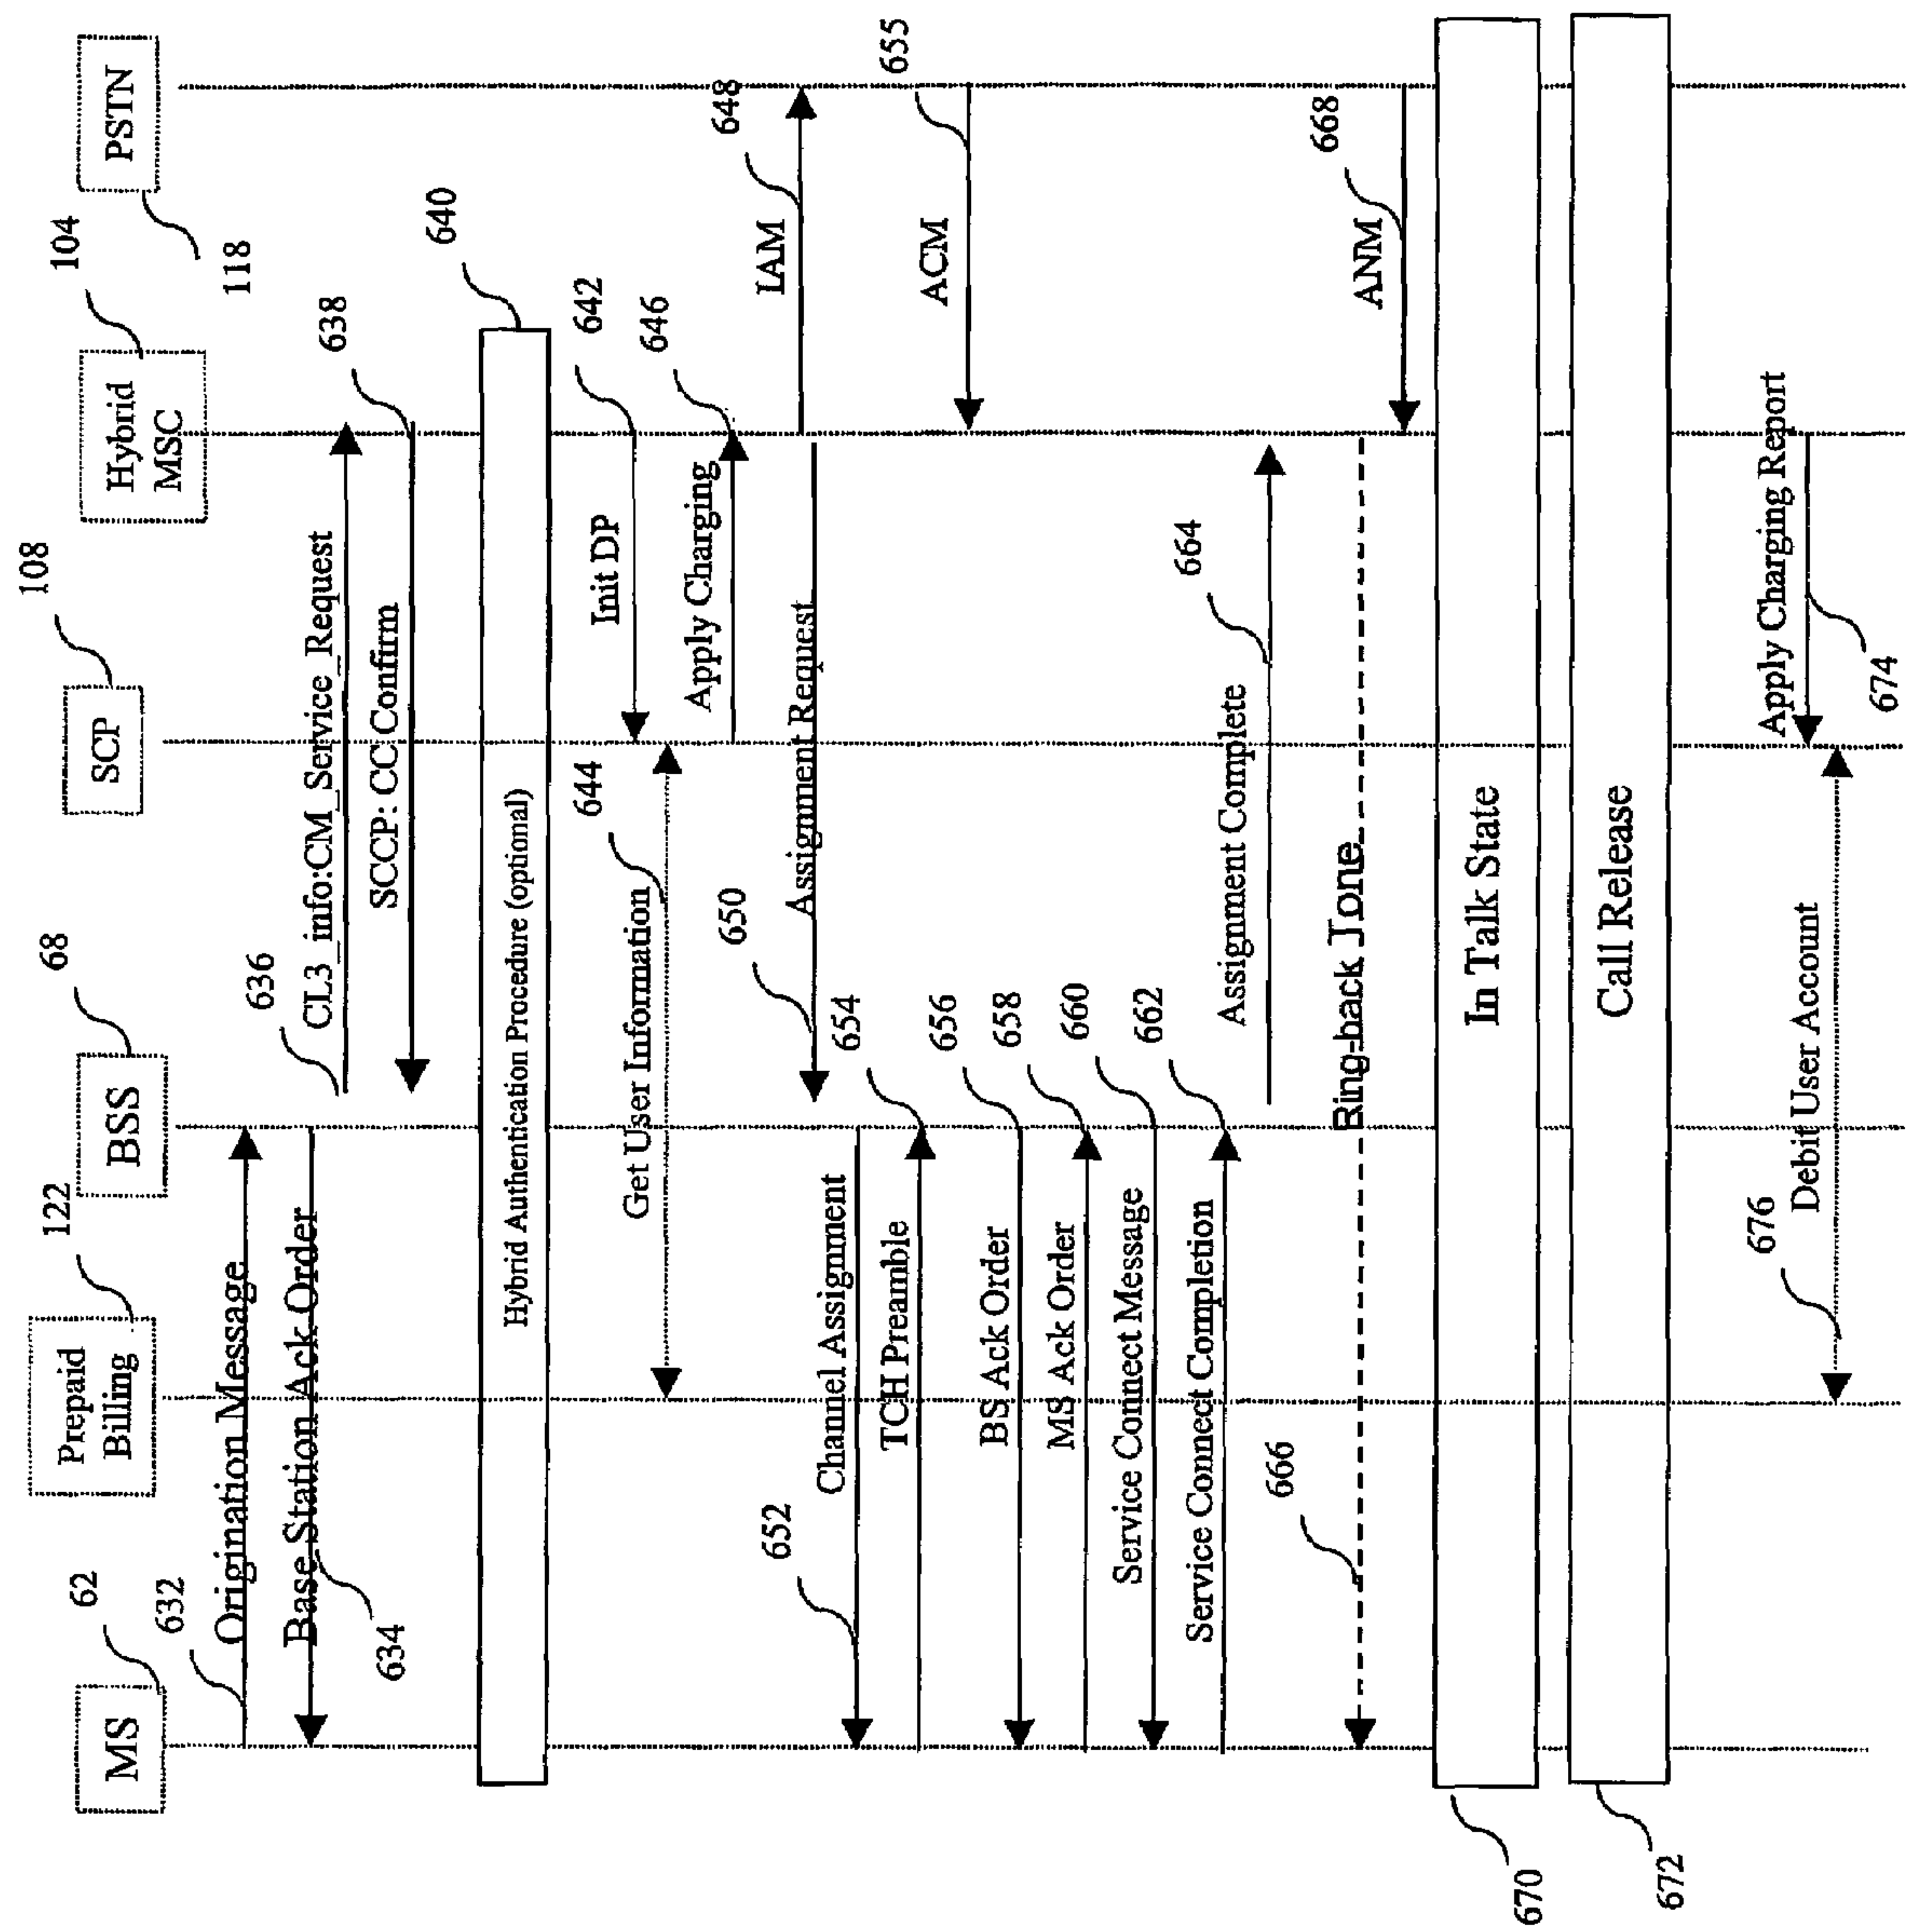 MS
62
Prepaid
Billing
122
BSS
68
SCP
108
Hybrid
MSC
104
PSTN
118
632
Origination Message
Base Station Ack Order
634
636
CL3_info:CM_Service_Request
SCCP: CC Confirm
638
Hybrid Authentication Procedure (optional)
640
Init DP
642
Get User Information
644
Apply Charging
646
IAM
648
650
Assignment Request
652
Channel Assignment
TCH Preamble
654
ACM
655
BS Ack Order
656
MS Ack Order
658
Service Connect Message
660
Service Connect Completion
662
Assignment Complete
664
666
Ring-back Tone
ANM
668
In Talk State
670
Call Release
672
Apply Charging Report
674
676
Debit User Account